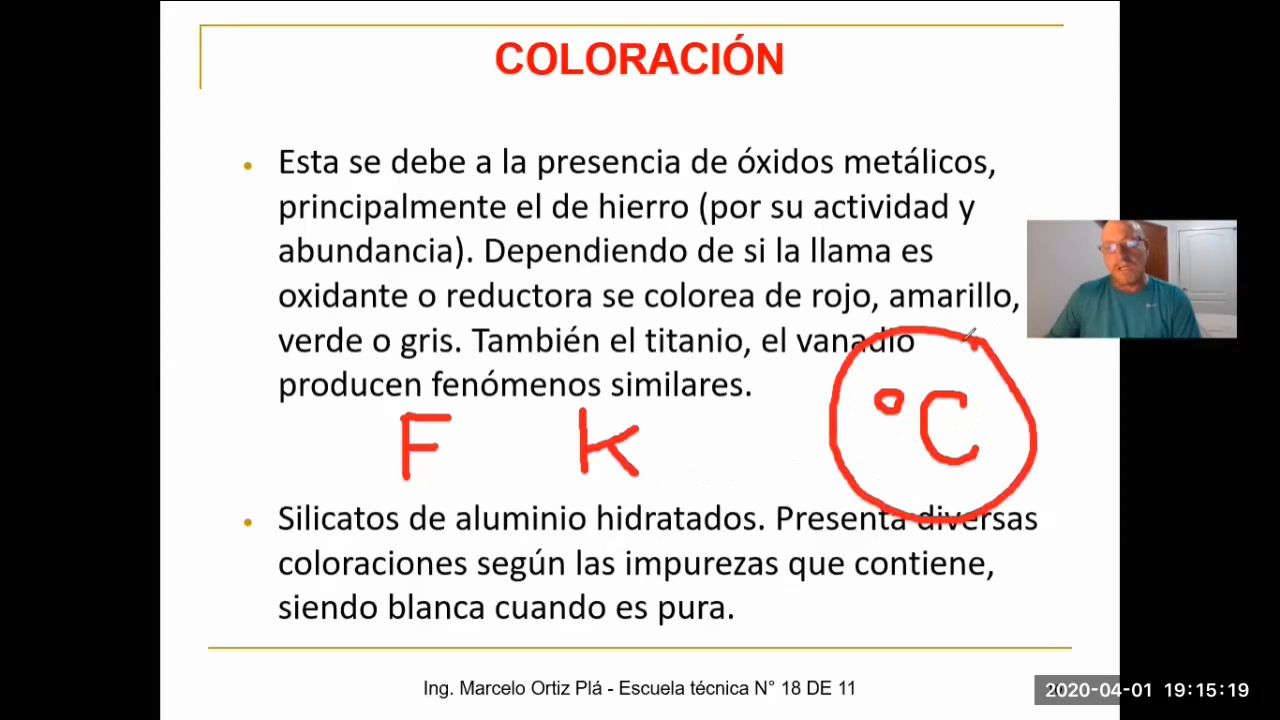 COLORACIÓN
Esta se debe a la presencia de óxidos metálicos,
principalmente el de hierro (por su actividad y
abundancia). Dependiendo de si la llama es
oxidante o reductora se colorea de rojo, amarillo,
verde o gris. También el titanio, el vanadio
producen fenómenos similares.
F K °C
Silicatos de aluminio hidratados. Presenta diversas
coloraciones según las impurezas que contiene,
siendo blanca cuando es pura.
Ing. Marcelo Ortiz Plá - Escuela técnica N° 18 DE 11
2020-04-01 19:15:19